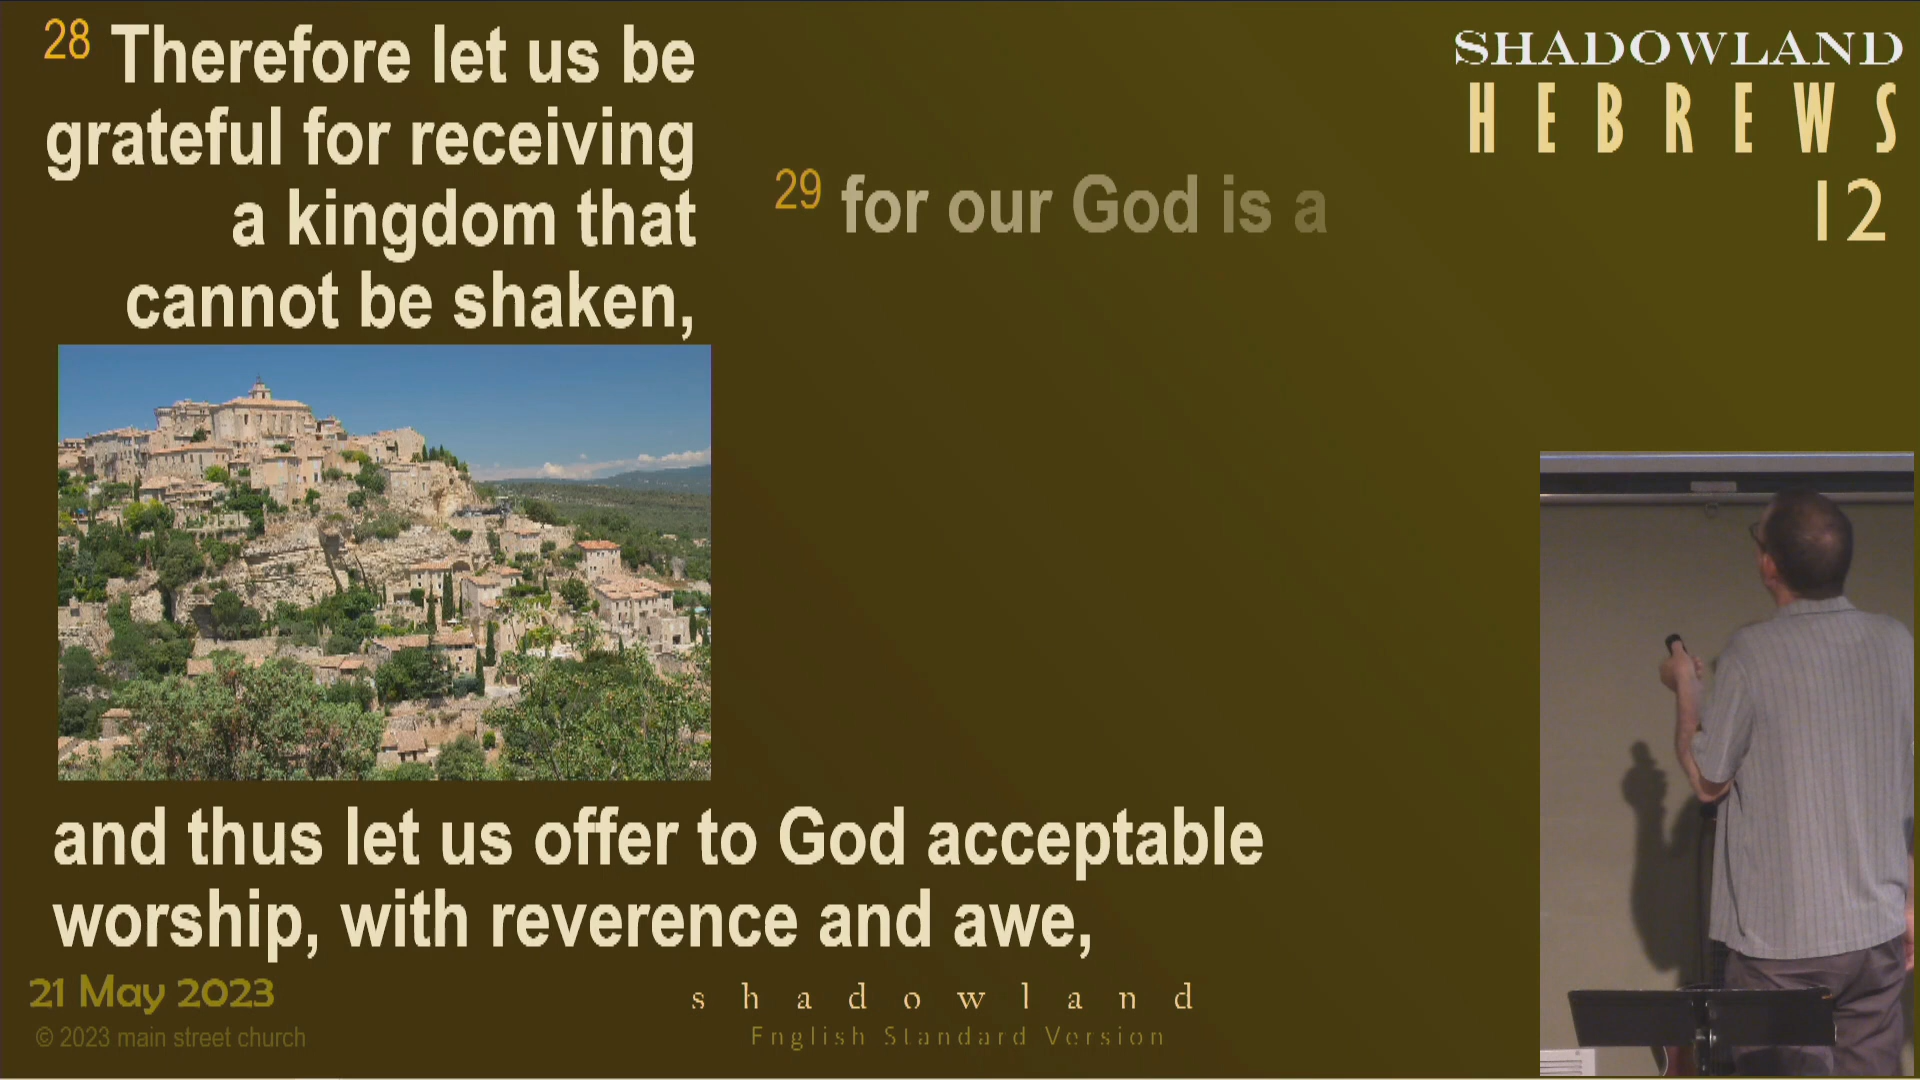 28 Therefore let us be
grateful for receiving
a kingdom that
cannot be shaken,
29 for our God is a
and thus let us offer to God acceptable
worship, with reverence and awe,
SHADOWLAND
HEBREWS
12
21 May 2023
© 2023 main street church
shadowland
English Standard Version